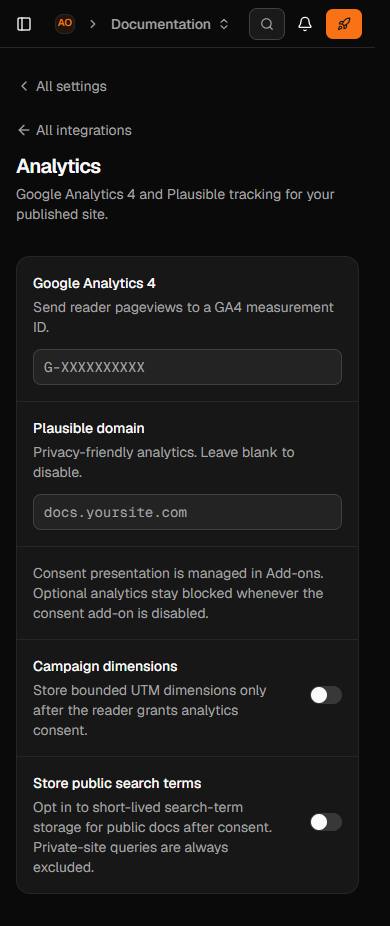 AO
Documentation
All settings
All integrations
Analytics
Google Analytics 4 and Plausible tracking for your
published site.
Google Analytics 4
Send reader pageviews to a GA4 measurement
ID.
G-XXXXXXXXXX
Plausible domain
Privacy-friendly analytics. Leave blank to
disable.
docs.yoursite.com
Consent presentation is managed in Add-ons.
Optional analytics stay blocked whenever the
consent add-on is disabled.
Campaign dimensions
Store bounded UTM dimensions only
after the reader grants analytics
consent.
Store public search terms
Opt in to short-lived search-term
storage for public docs after consent.
Private-site queries are always
excluded.